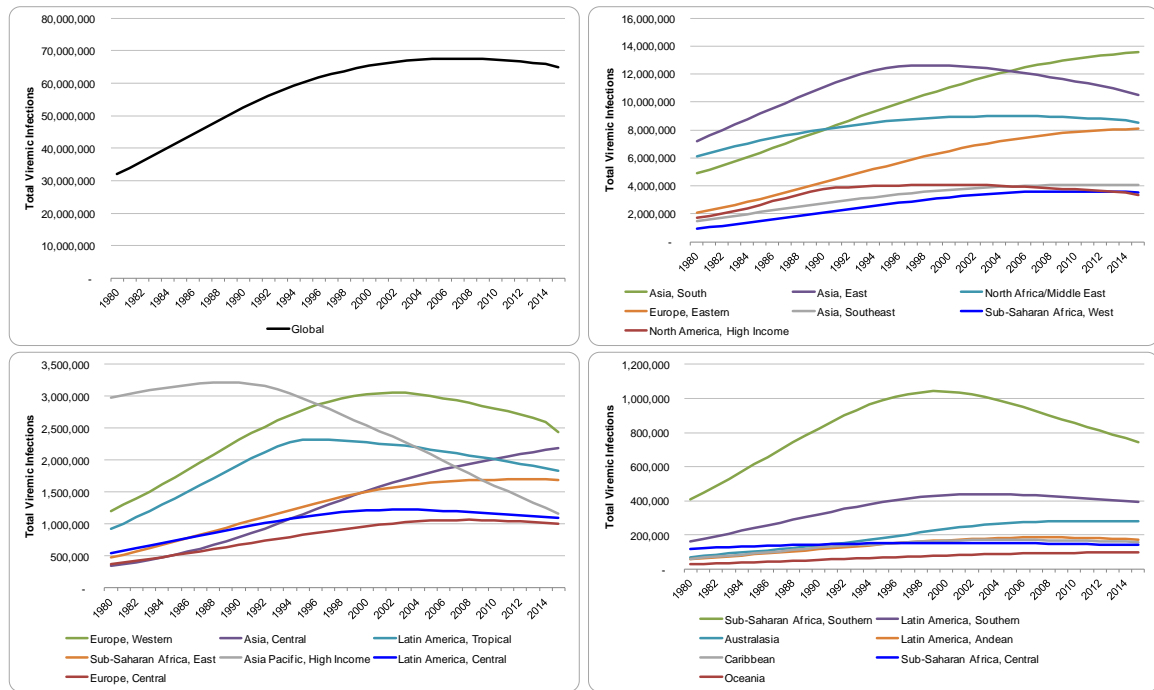 80,000,000
70,000,000
60,000,000
50,000,000
40,000,000
30,000,000
20,000,000
10,000,000
-
Total Viremic Infections
1980 1982 1984 1986 1988 1990 1992 1994 1996 1998 2000 2002 2004 2006 2008 2010 2012 2014
Global
16,000,000
14,000,000
12,000,000
10,000,000
8,000,000
6,000,000
4,000,000
2,000,000
-
Total Viremic Infections
1980 1982 1984 1986 1988 1990 1992 1994 1996 1998 2000 2002 2004 2006 2008 2010 2012 2014
Asia, South Asia, East North Africa/Middle East
Europe, Eastern Asia, Southeast Sub-Saharan Africa, West
North America, High Income
3,500,000
3,000,000
2,500,000
2,000,000
1,500,000
1,000,000
500,000
-
Total Viremic Infections
1980 1982 1984 1986 1988 1990 1992 1994 1996 1998 2000 2002 2004 2006 2008 2010 2012 2014
Europe, Western Asia, Central Latin America, Tropical
Sub-Saharan Africa, East Asia Pacific, High Income Latin America, Central
Europe, Central
1,200,000
1,000,000
800,000
600,000
400,000
200,000
-
Total Viremic Infections
1980 1982 1984 1986 1988 1990 1992 1994 1996 1998 2000 2002 2004 2006 2008 2010 2012 2014
Sub-Saharan Africa, Southern Latin America, Southern
Australasia Latin America, Andean
Caribbean Sub-Saharan Africa, Central
Oceania